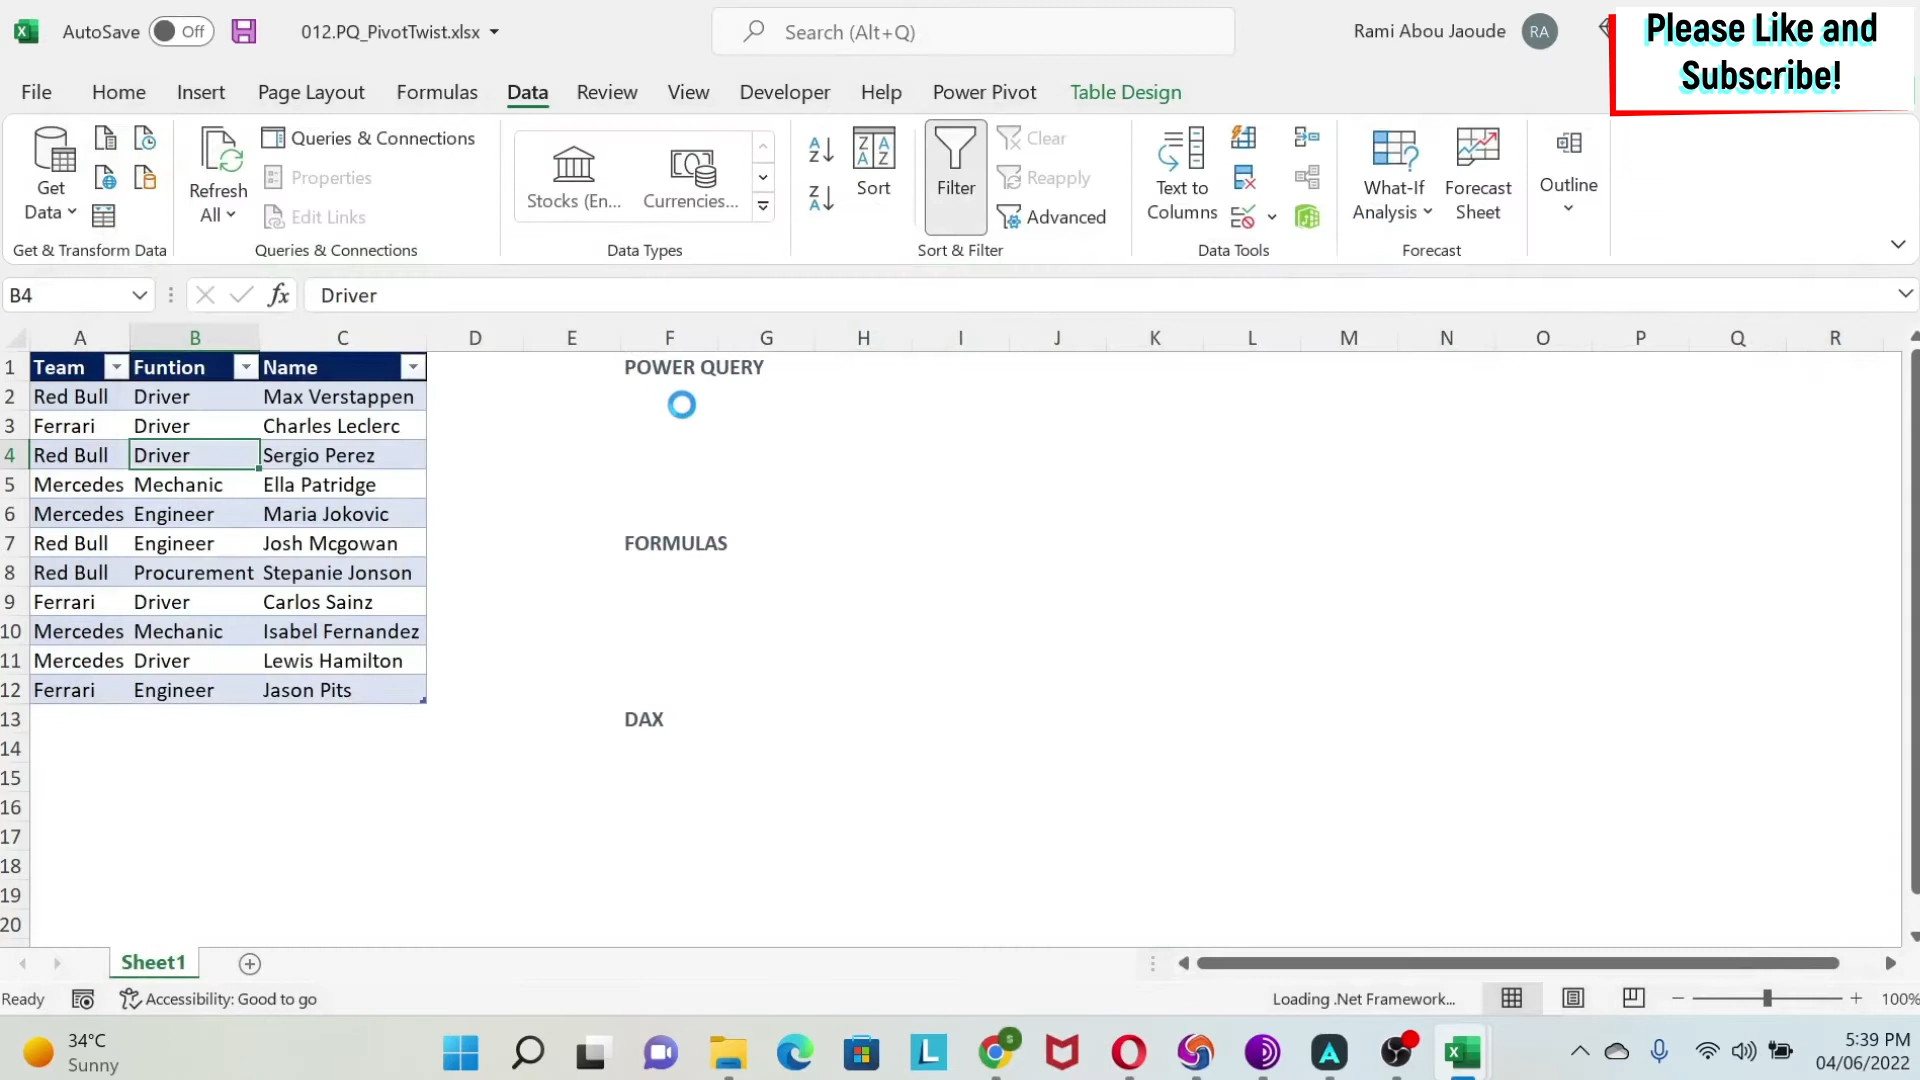 AutoSave Off 012.PQ_PivotTwist.xlsx Search (Alt+Q) Rami Abou Jaoude RA
Please Like and
Subscribe!
File Home Insert Page Layout Formulas Data Review View Developer Help Power Pivot Table Design
Get
Data
Refresh
All
Queries & Connections
Properties
Edit Links
Stocks (En...
Currencies...
Sort
Filter
Clear
Reapply
Advanced
Text to
Columns
What-If
Analysis
Forecast
Sheet
Outline
Get & Transform Data Queries & Connections Data Types Sort & Filter Data Tools Forecast
B4 fx Driver
A B C D E F G H I J K L M N O P Q R
1 Team Funtion Name POWER QUERY
2 Red Bull Driver Max Verstappen
3 Ferrari Driver Charles Leclerc
4 Red Bull Driver Sergio Perez
5 Mercedes Mechanic Ella Patridge
6 Mercedes Engineer Maria Jokovic
7 Red Bull Engineer Josh Mcgowan FORMULAS
8 Red Bull Procurement Stepanie Jonson
9 Ferrari Driver Carlos Sainz
10 Mercedes Mechanic Isabel Fernandez
11 Mercedes Driver Lewis Hamilton
12 Ferrari Engineer Jason Pits
13 DAX
14
15
16
17
18
19
20
Sheet1
Ready Accessibility: Good to go Loading .Net Framework... 100%
34°C
Sunny
5:39 PM
04/06/2022